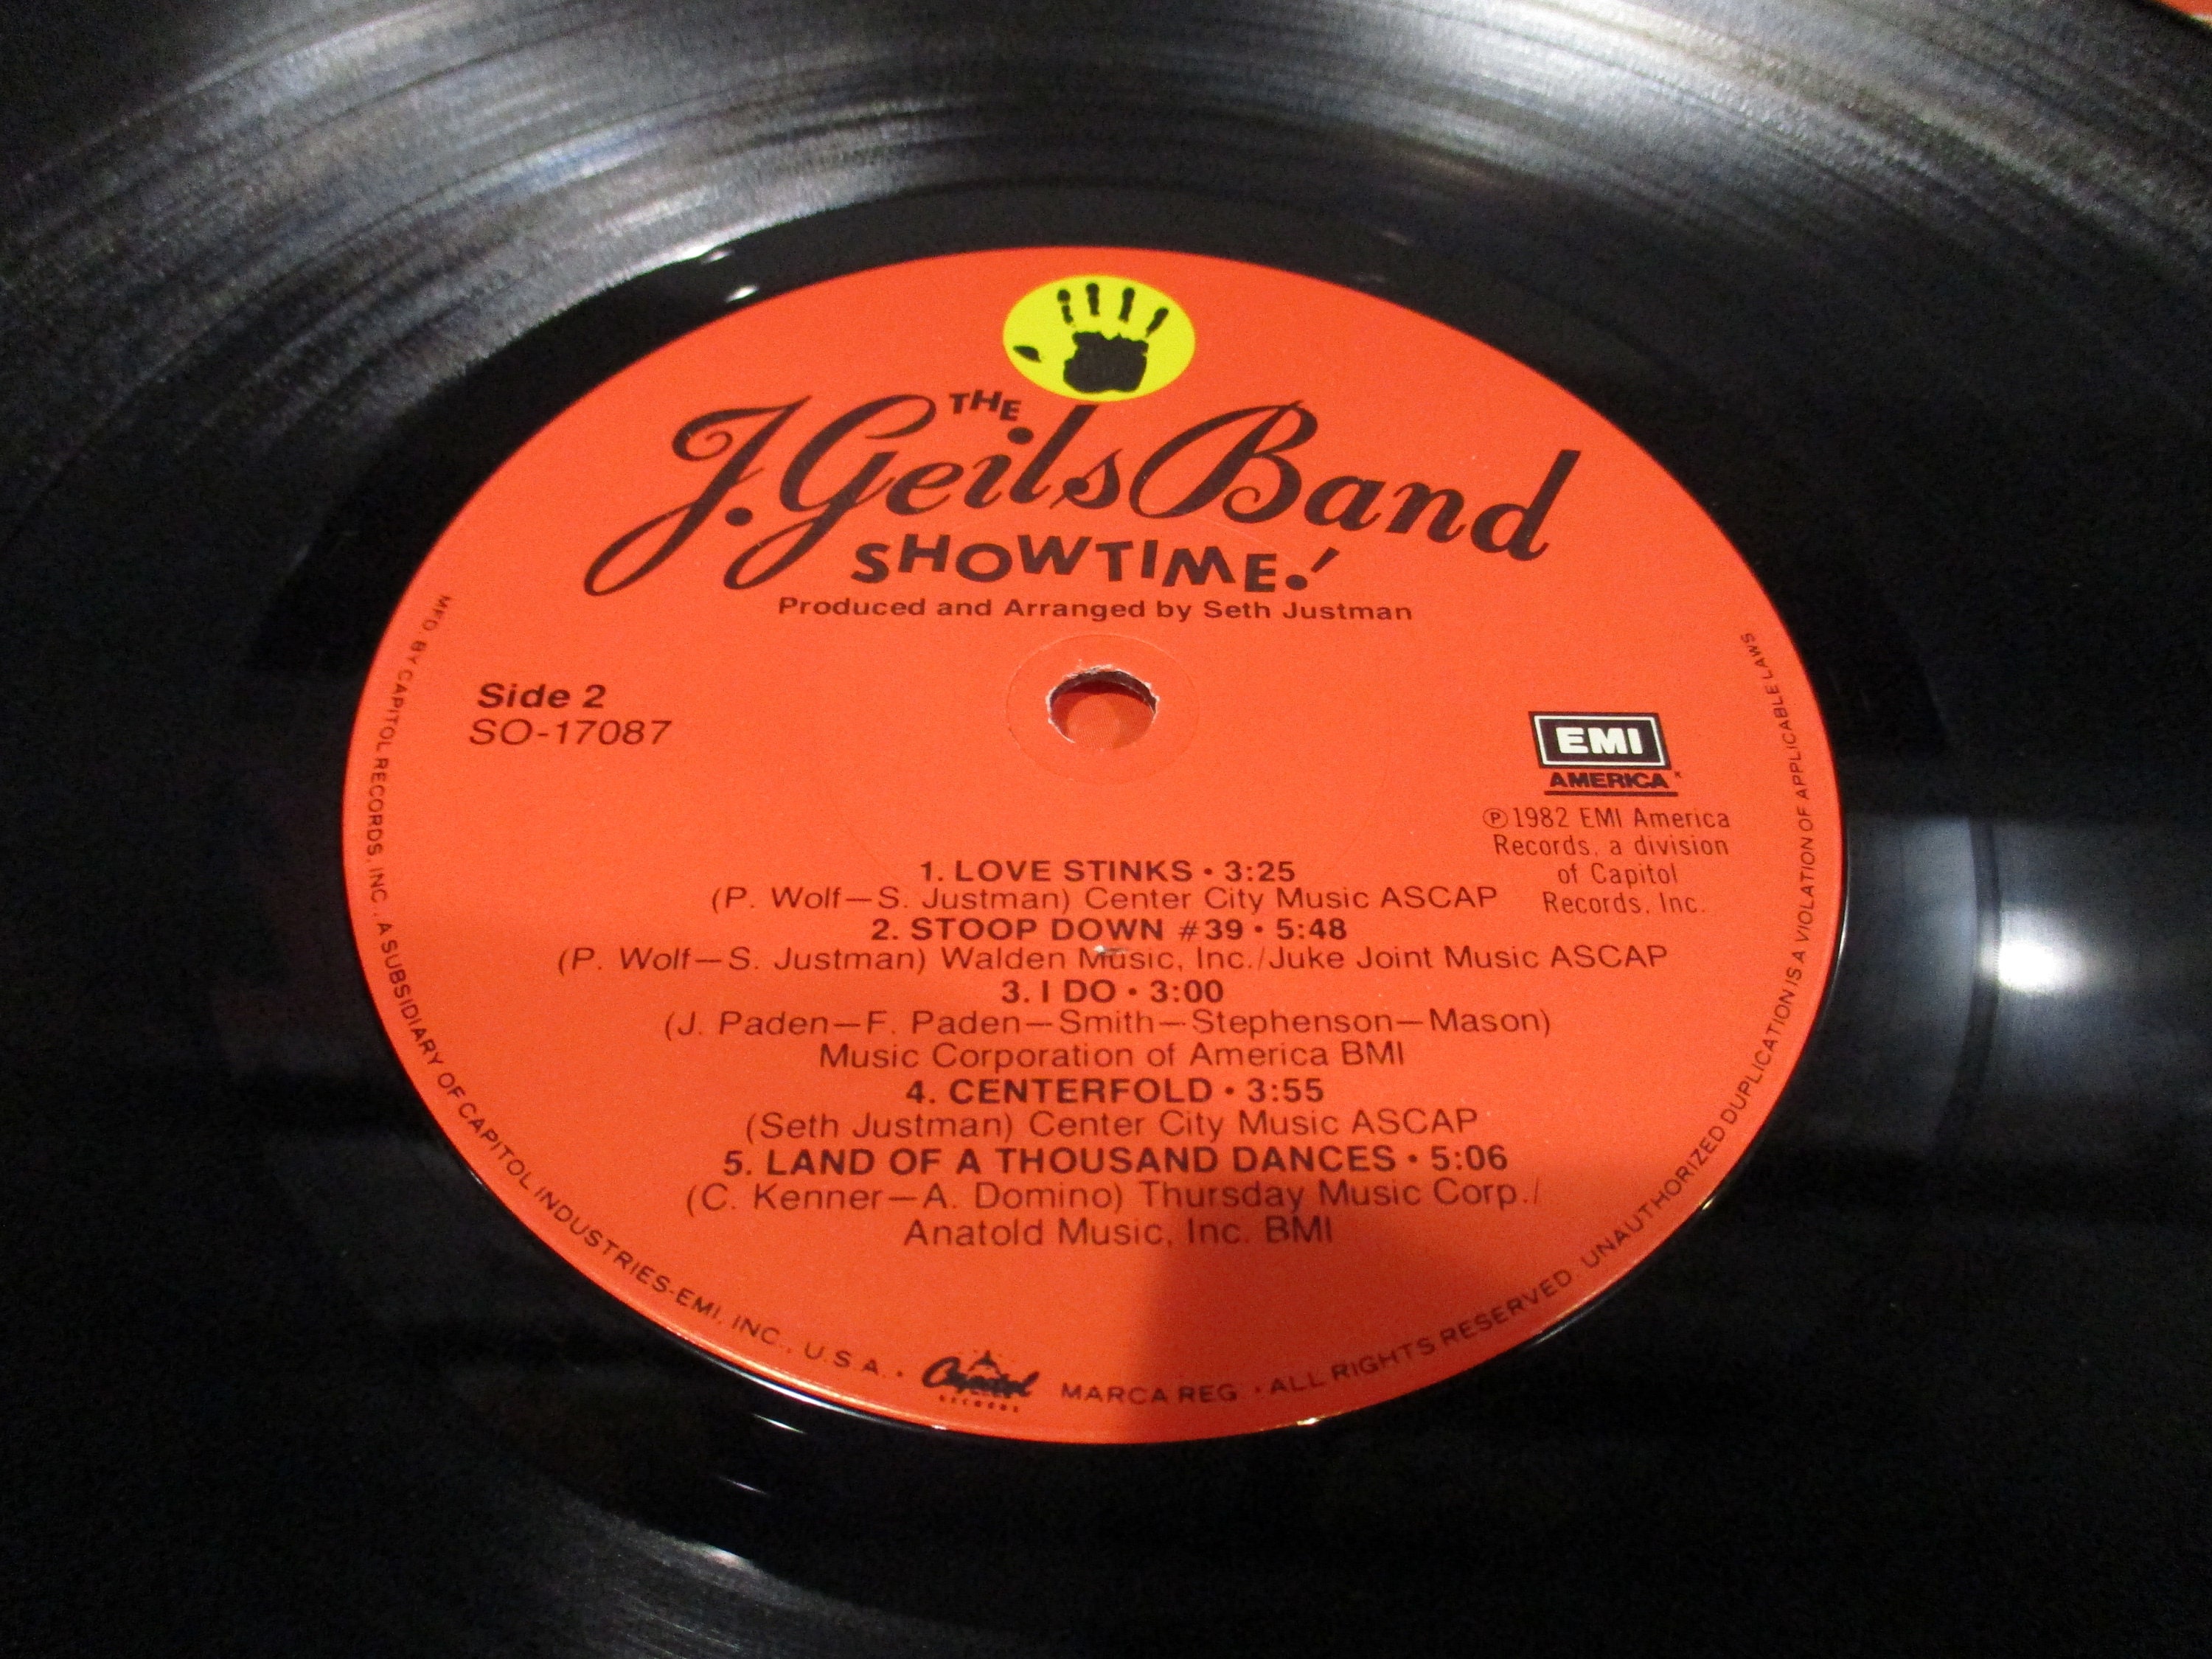 THE
J. Geils Band
SHOWTIME!
Produced and Arranged by Seth Justman
Side 2
SO-17087
EMI
AMERICA
℗1982 EMI America
Records, a division
of Capitol
Records, Inc.
1. LOVE STINKS • 3:25
(P. Wolf—S. Justman) Center City Music ASCAP
2. STOOP DOWN #39 • 5:48
(P. Wolf—S. Justman) Walden Music, Inc./Juke Joint Music ASCAP
3. I DO • 3:00
(J. Paden—F. Paden—Smith—Stephenson—Mason)
Music Corporation of America BMI
4. CENTERFOLD • 3:55
(Seth Justman) Center City Music ASCAP
5. LAND OF A THOUSAND DANCES • 5:06
(C. Kenner—A. Domino) Thursday Music Corp./
Anatold Music, Inc. BMI
MFD. BY CAPITOL RECORDS, INC., A SUBSIDIARY OF CAPITOL INDUSTRIES-EMI, INC., U.S.A. • Capitol RECORDS MARCA REG. • ALL RIGHTS RESERVED. UNAUTHORIZED DUPLICATION IS A VIOLATION OF APPLICABLE LAWS